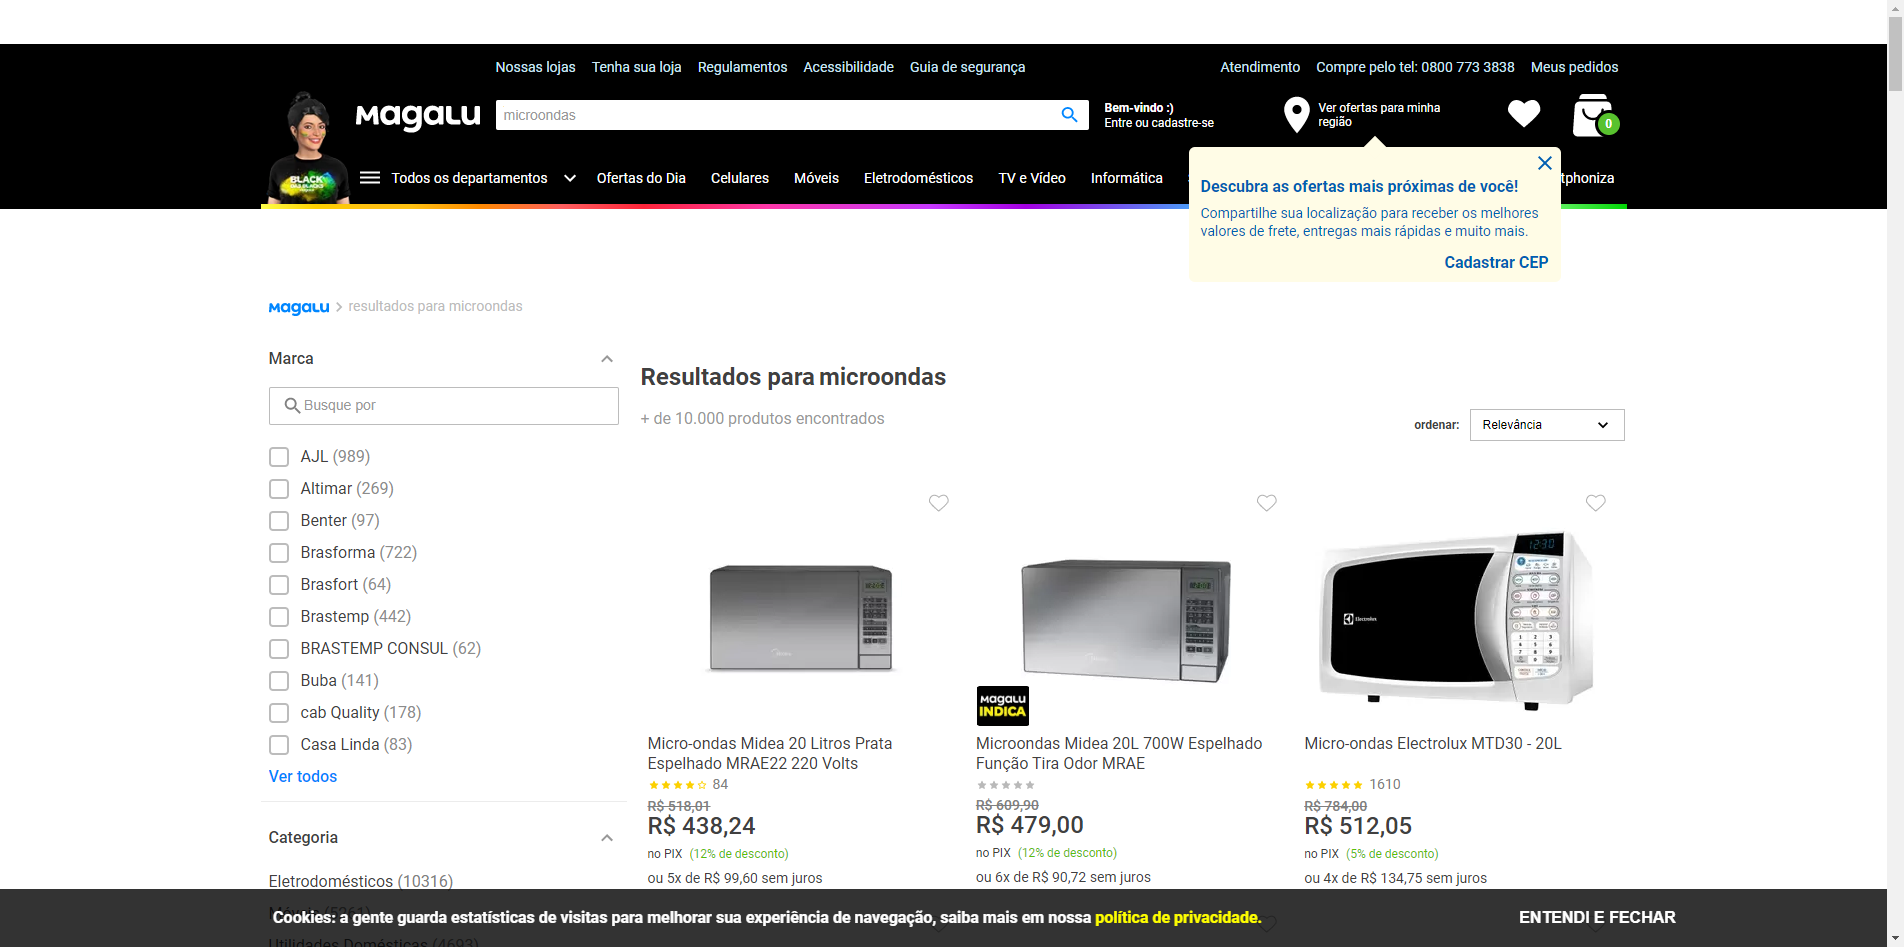 Nossas lojas Tenha sua loja Regulamentos Acessibilidade Guia de segurança Atendimento Compre pelo tel: 0800 773 3838 Meus pedidos
Magalu
microondas
Bem-vindo :)
Entre ou cadastre-se
Ver ofertas para minha
região
0
BLACK
Todos os departamentos Ofertas do Dia Celulares Móveis Eletrodomésticos TV e Vídeo Informática tphoniza
Descubra as ofertas mais próximas de você!
Compartilhe sua localização para receber os melhores
valores de frete, entregas mais rápidas e muito mais.
Cadastrar CEP
Magalu > resultados para microondas
Marca
Busque por
AJL (989)
Altimar (269)
Benter (97)
Brasforma (722)
Brasfort (64)
Brastemp (442)
BRASTEMP CONSUL (62)
Buba (141)
cab Quality (178)
Casa Linda (83)
Ver todos
Categoria
Eletrodomésticos (10316)
Utilidades Domésticas (4693)
Resultados para microondas
+ de 10.000 produtos encontrados
ordenar: Relevância
Micro-ondas Midea 20 Litros Prata
Espelhado MRAE22 220 Volts
84
R$ 518,01
R$ 438,24
no PIX (12% de desconto)
ou 5x de R$ 99,60 sem juros
Magalu
INDICA
Microondas Midea 20L 700W Espelhado
Função Tira Odor MRAE
R$ 609,90
R$ 479,00
no PIX (12% de desconto)
ou 6x de R$ 90,72 sem juros
12:30
Electrolux
Micro-ondas Electrolux MTD30 - 20L
1610
R$ 784,00
R$ 512,05
no PIX (5% de desconto)
ou 4x de R$ 134,75 sem juros
Cookies: a gente guarda estatísticas de visitas para melhorar sua experiência de navegação, saiba mais em nossa política de privacidade.
ENTENDI E FECHAR